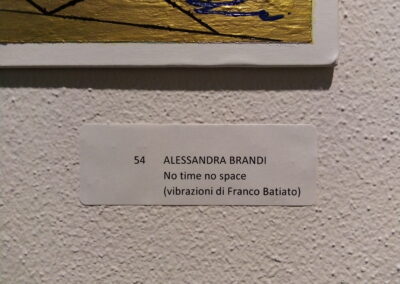 54 ALESSANDRA BRANDI
No time no space
(vibrazioni di Franco Batiato)